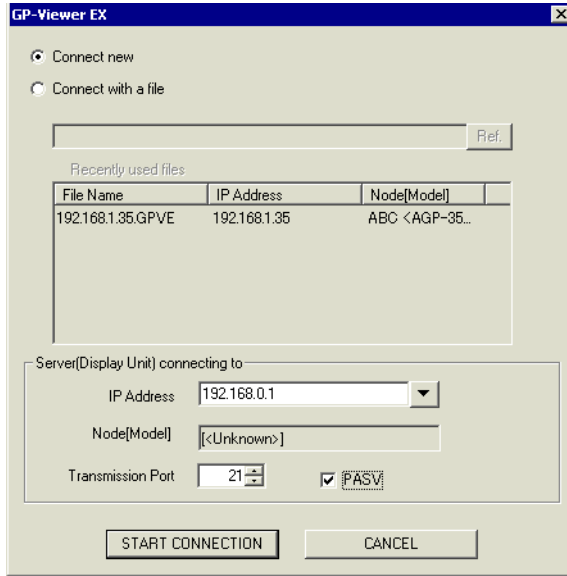 GP-Viewer EX
Connect new
Connect with a file
Ref.
Recently used files
File Name IP Address Node[Model]
192.168.1.35.GPVE 192.168.1.35 ABC <AGP-35...
Server(Display Unit) connecting to
IP Address 192.168.0.1
Node[Model] [<Unknown>]
Transmission Port 21 PASV
START CONNECTION CANCEL